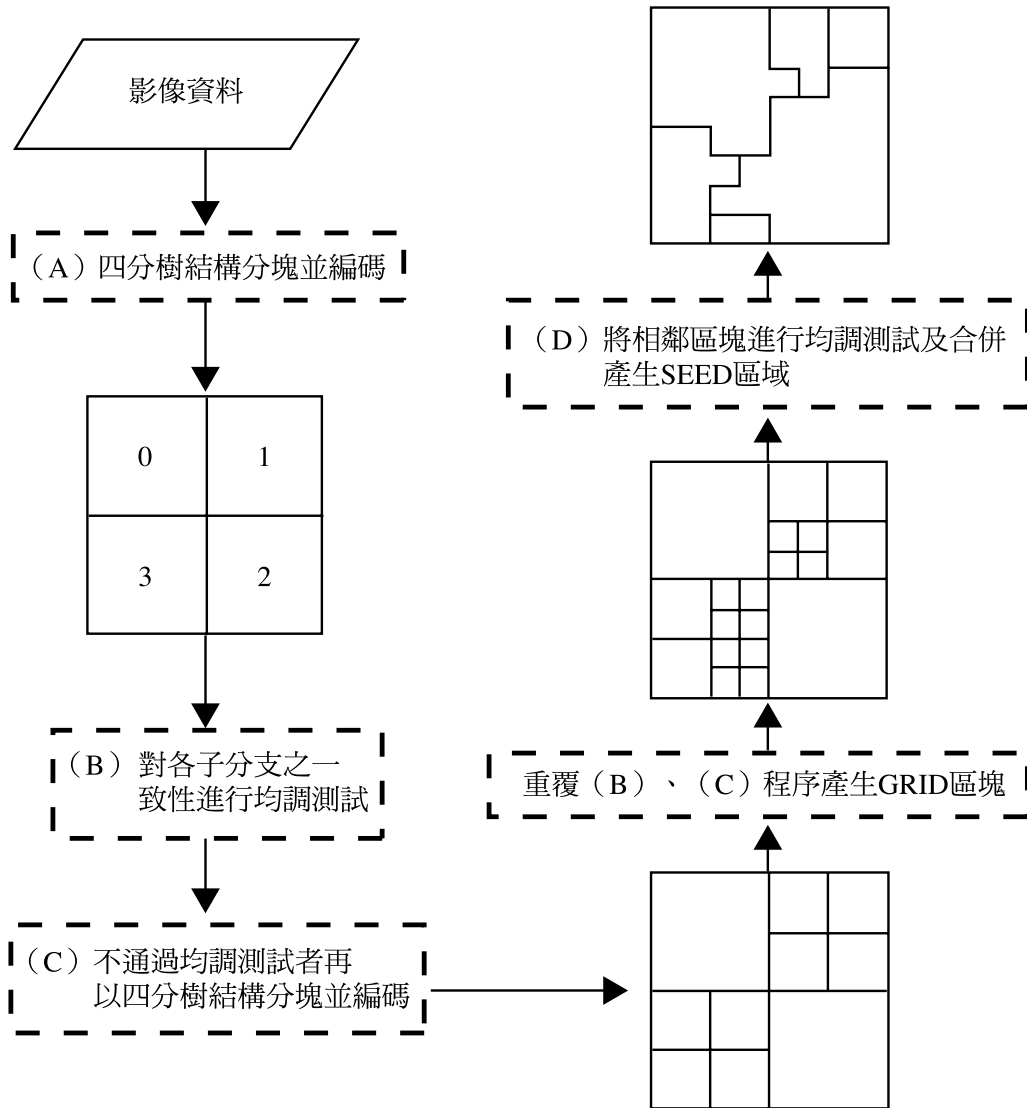 影像資料
（A）四分樹結構分塊並編碼
0
1
3
2
（B）對各子分支之一
致性進行均調測試
（C）不通過均調測試者再
以四分樹結構分塊並編碼
重覆（B）、（C）程序產生GRID區塊
（D）將相鄰區塊進行均調測試及合併
產生SEED區域